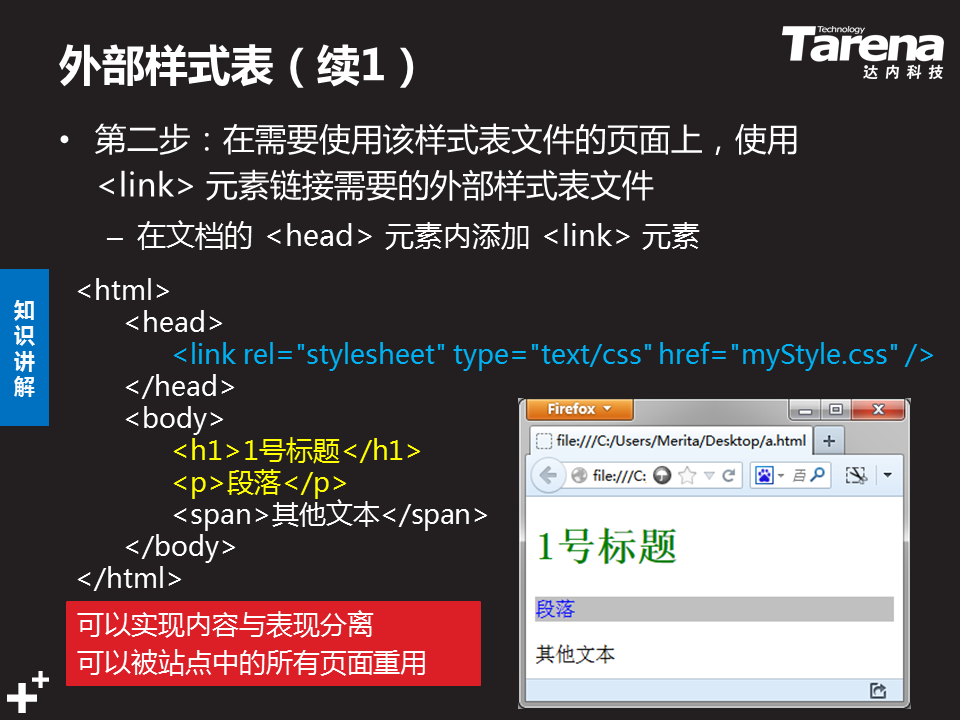 外部样式表（续1）
Technology
Tarena
达内科技
• 第二步：在需要使用该样式表文件的页面上，使用
<link> 元素链接需要的外部样式表文件
– 在文档的 <head> 元素内添加 <link> 元素
知识讲解
<html>
<head>
<link rel="stylesheet" type="text/css" href="myStyle.css" />
</head>
<body>
<h1>1号标题</h1>
<p>段落</p>
<span>其他文本</span>
</body>
</html>
可以实现内容与表现分离
可以被站点中的所有页面重用
Firefox
file:///C:/Users/Merita/Desktop/a.html
file:///C:
百
1号标题
段落
其他文本